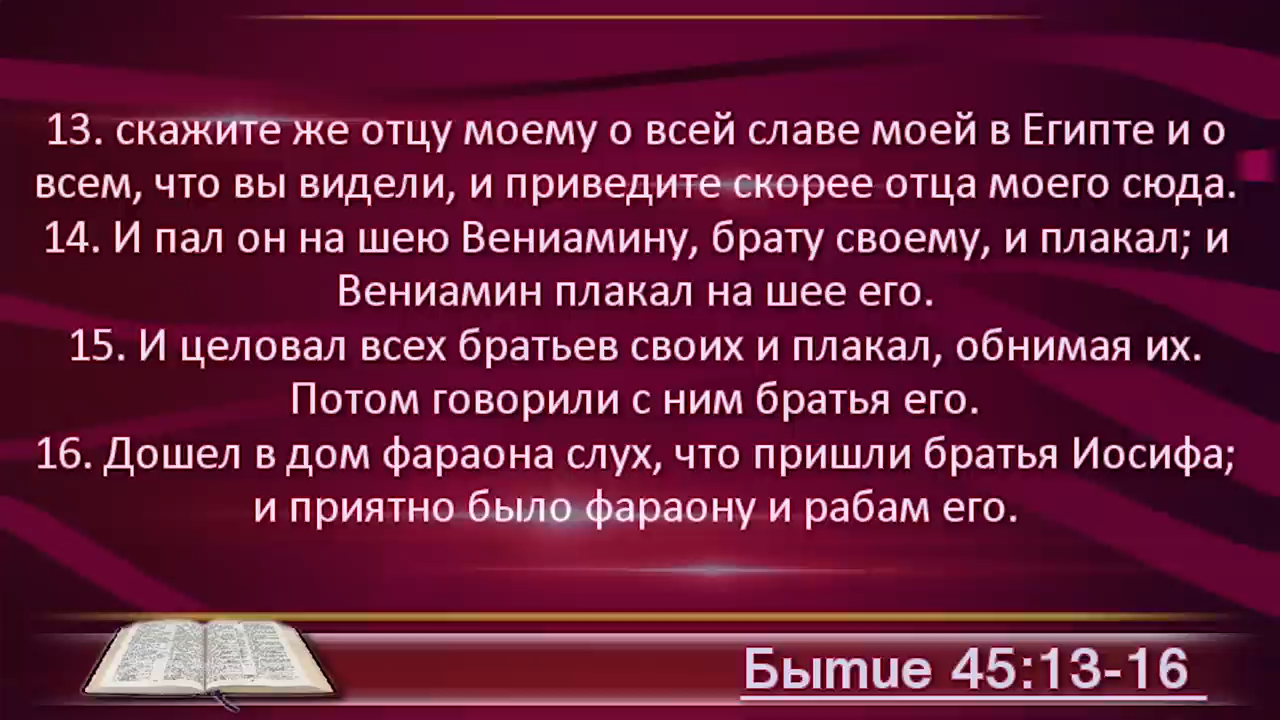 13. скажите же отцу моему о всей славе моей в Египте и о
всем, что вы видели, и приведите скорее отца моего сюда.
14. И пал он на шею Вениамину, брату своему, и плакал; и
Вениамин плакал на шее его.
15. И целовал всех братьев своих и плакал, обнимая их.
Потом говорили с ним братья его.
16. Дошел в дом фараона слух, что пришли братья Иосифа;
и приятно было фараону и рабам его.
Бытие 45:13-16